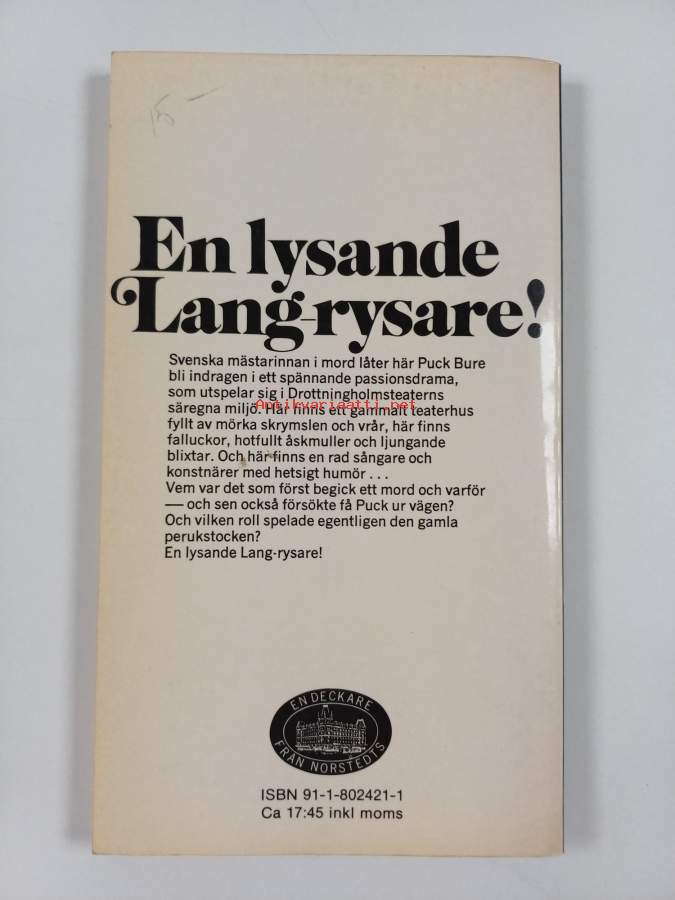 15 -
En lysande
Lang-rysare!
Svenska mästarinnan i mord låter här Puck Bure
bli indragen i ett spännande passionsdrama,
som utspelar sig i Drottningholmsteaterns
säregna miljö. Här finns ett gammalt teaterhus
Antikvariaatti.net
fyllt av mörka skrymslen och vrår, här finns
falluckor, hotfullt åskmuller och ljungande
blixtar. Och här finns en rad sångare och
konstnärer med hetsigt humör . . .
Vem var det som först begick ett mord och varför
— och sen också försökte få Puck ur vägen?
Och vilken roll spelade egentligen den gamla
perukstocken?
En lysande Lang-rysare!
EN DECKARE
FRÅN NORSTEDTS
ISBN 91-1-802421-1
Ca 17:45 inkl moms